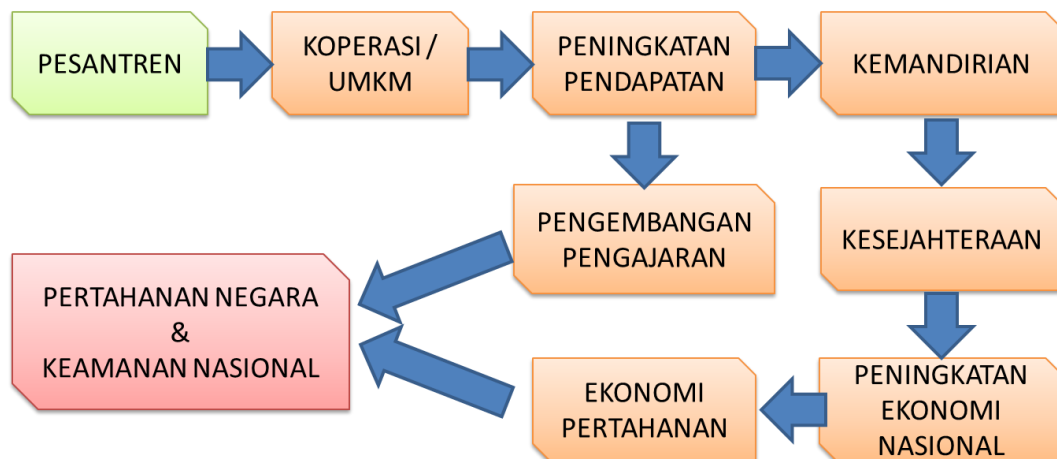 PESANTREN
KOPERASI /
UMKM
PENINGKATAN
PENDAPATAN
KEMANDIRIAN
PENGEMBANGAN
PENGAJARAN
KESEJAHTERAAN
PERTAHANAN NEGARA
&
KEAMANAN NASIONAL
EKONOMI
PERTAHANAN
PENINGKATAN
EKONOMI
NASIONAL